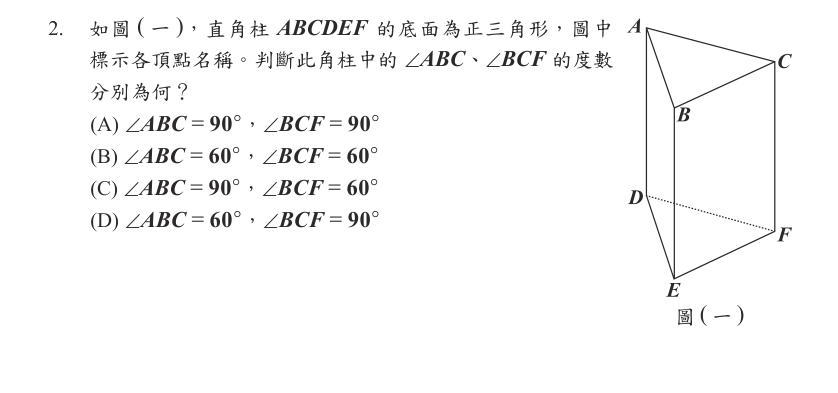 2. 如圖(一),直角柱 ABCDEF 的底面為正三角形,圖中
標示各頂點名稱。判斷此角柱中的 ∠ABC、∠BCF 的度數
分別為何?
(A) ∠ABC = 90°,∠BCF = 90°
(B) ∠ABC = 60°,∠BCF = 60°
(C) ∠ABC = 90°,∠BCF = 60°
(D) ∠ABC = 60°,∠BCF = 90°
A
C
B
D
F
E
圖(一)